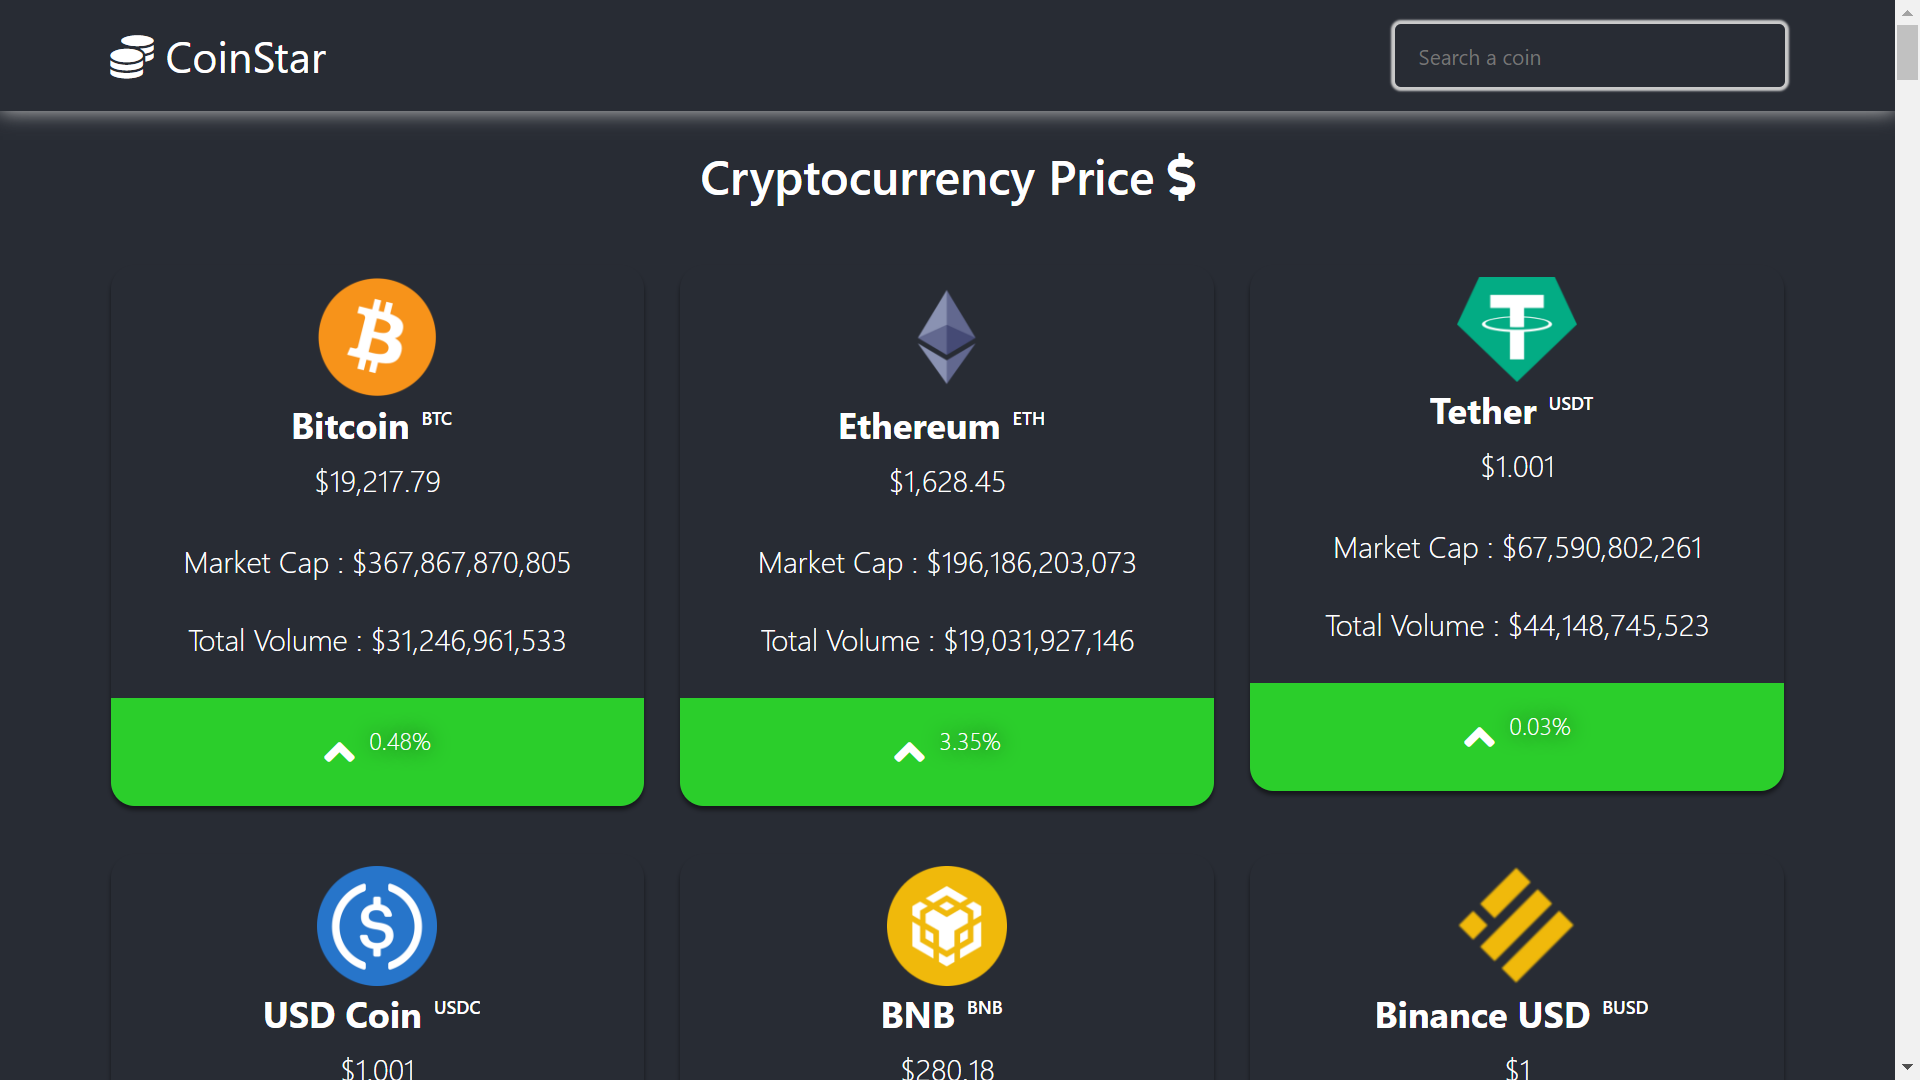 CoinStar
Search a coin
Cryptocurrency Price $
Bitcoin BTC
$19,217.79
Market Cap : $367,867,870,805
Total Volume : $31,246,961,533
0.48%
Ethereum ETH
$1,628.45
Market Cap : $196,186,203,073
Total Volume : $19,031,927,146
3.35%
Tether USDT
$1.001
Market Cap : $67,590,802,261
Total Volume : $44,148,745,523
0.03%
USD Coin USDC
$1.001
BNB BNB
$280.18
Binance USD BUSD
$1